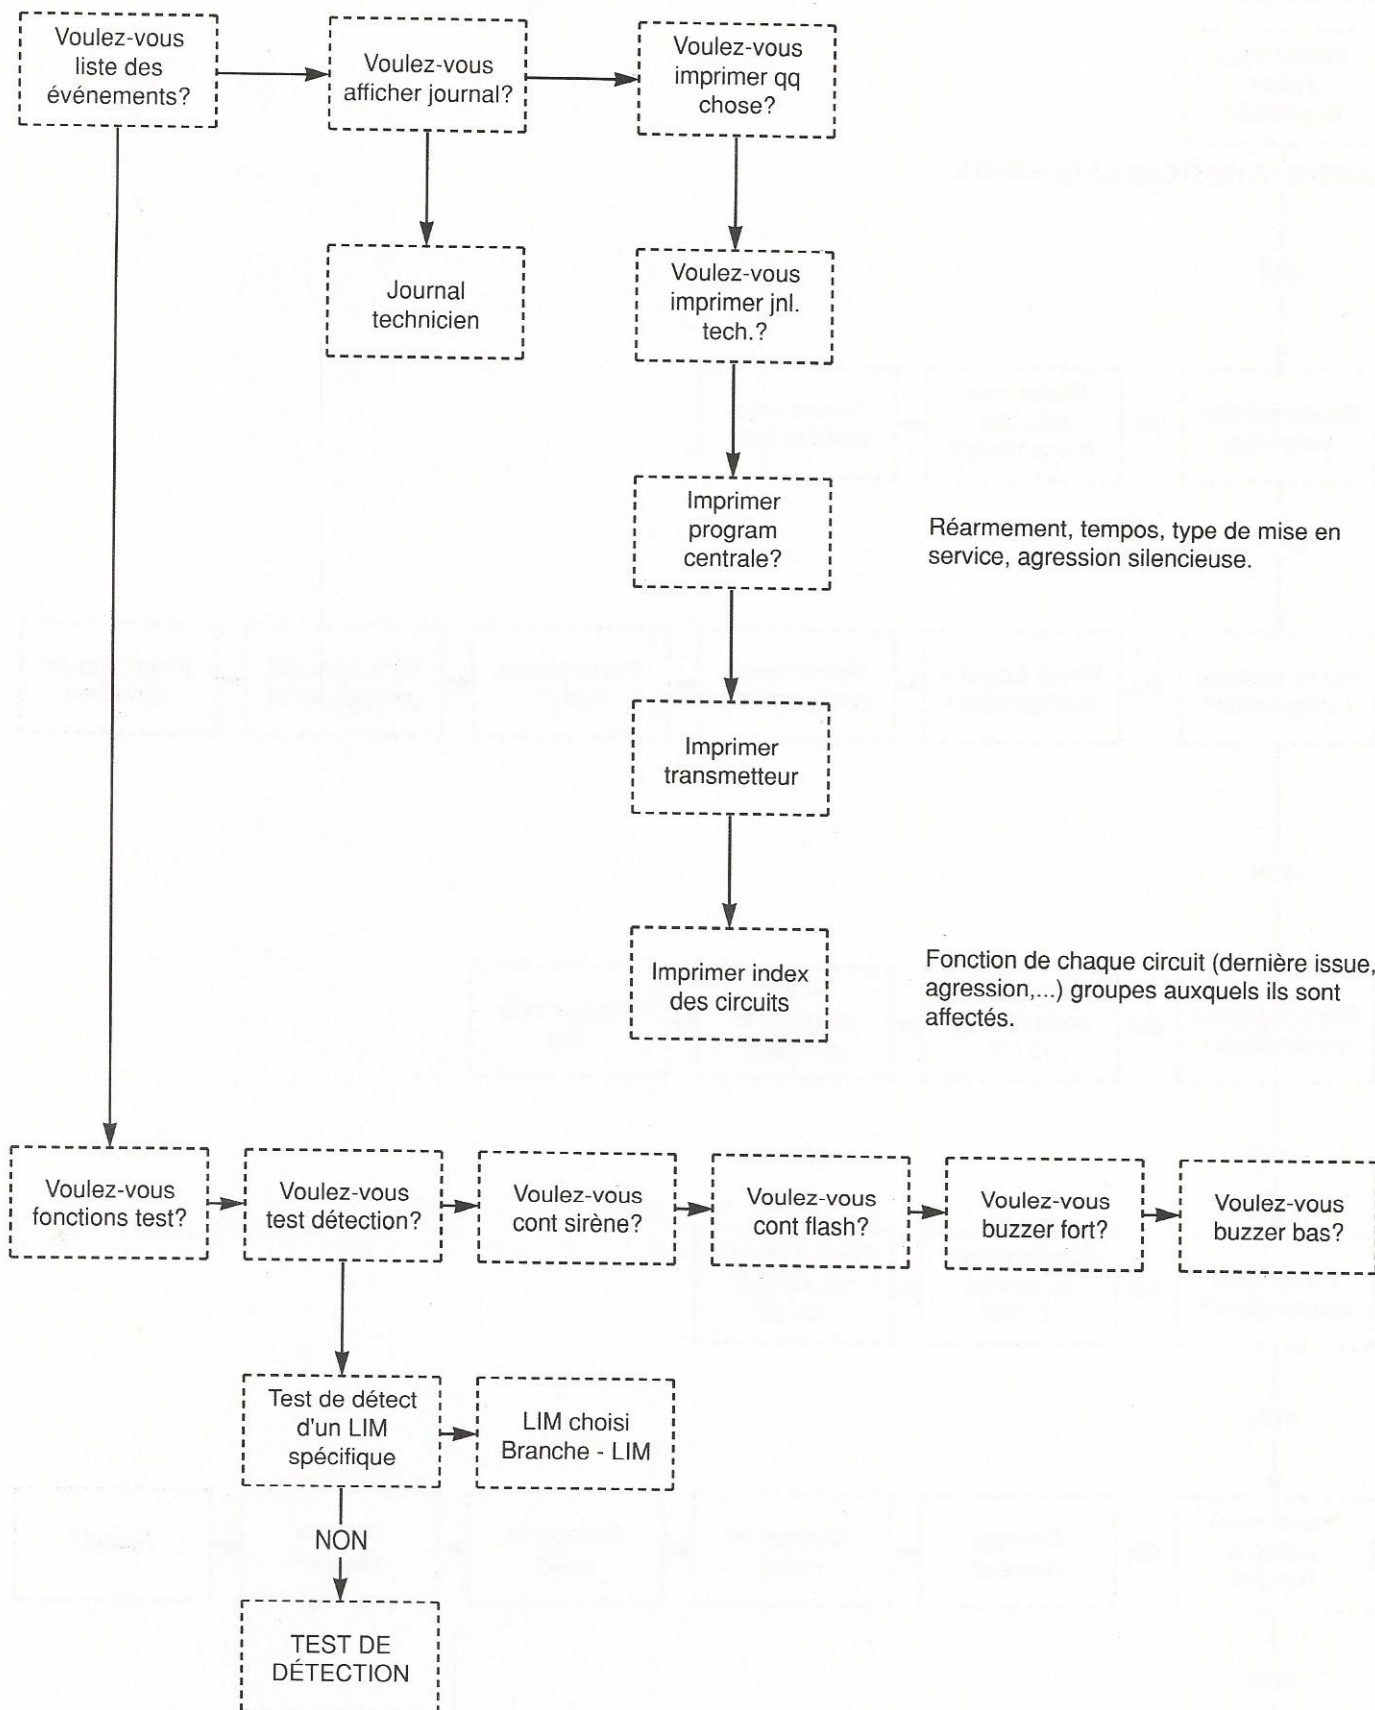 Voulez-vous
liste des
événements?
Voulez-vous
afficher journal?
Voulez-vous
imprimer qq
chose?
Journal
technicien
Voulez-vous
imprimer jnl.
tech.?
Imprimer
program
centrale?
Réarmement, tempos, type de mise en
service, agression silencieuse.
Imprimer
transmetteur
Imprimer index
des circuits
Fonction de chaque circuit (dernière issue,
agression,...) groupes auxquels ils sont
affectés.
Voulez-vous
fonctions test?
Voulez-vous
test détection?
Voulez-vous
cont sirène?
Voulez-vous
cont flash?
Voulez-vous
buzzer fort?
Voulez-vous
buzzer bas?
Test de détect
d'un LIM
spécifique
LIM choisi
Branche - LIM
NON
TEST DE
DÉTECTION